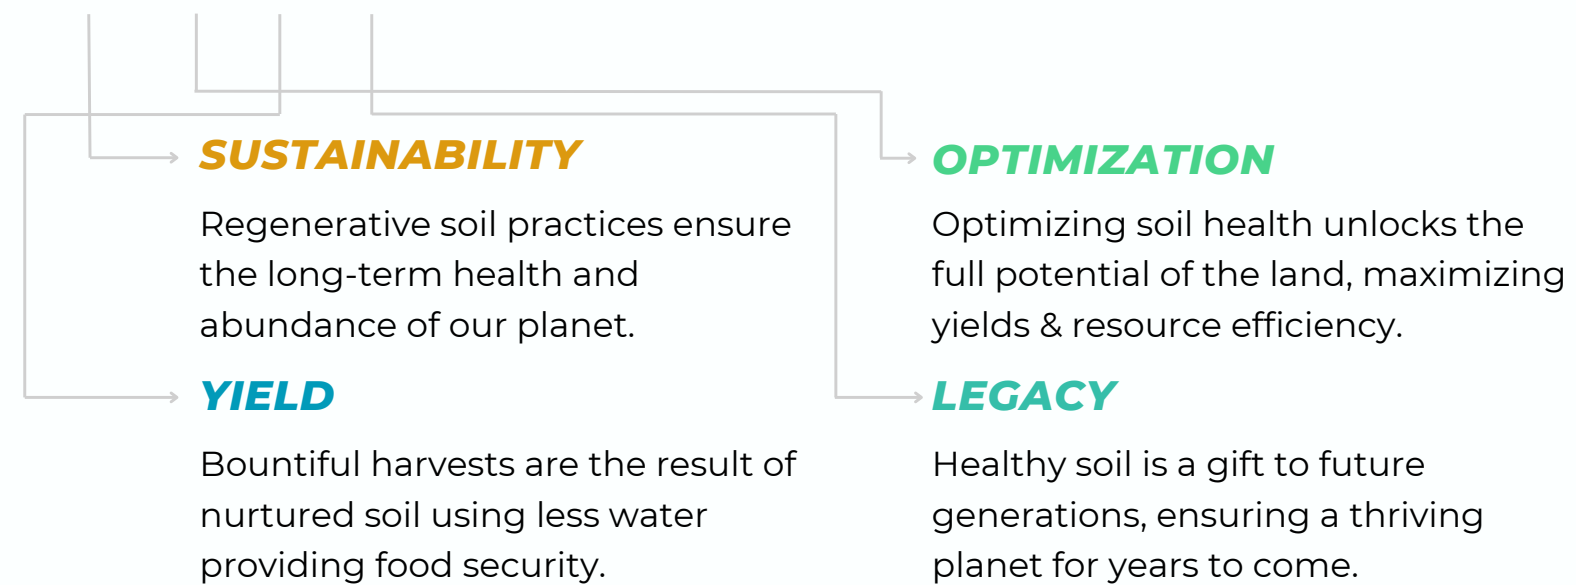 SUSTAINABILITY
Regenerative soil practices ensure
the long-term health and
abundance of our planet.
OPTIMIZATION
Optimizing soil health unlocks the
full potential of the land, maximizing
yields & resource efficiency.
YIELD
Bountiful harvests are the result of
nurtured soil using less water
providing food security.
LEGACY
Healthy soil is a gift to future
generations, ensuring a thriving
planet for years to come.